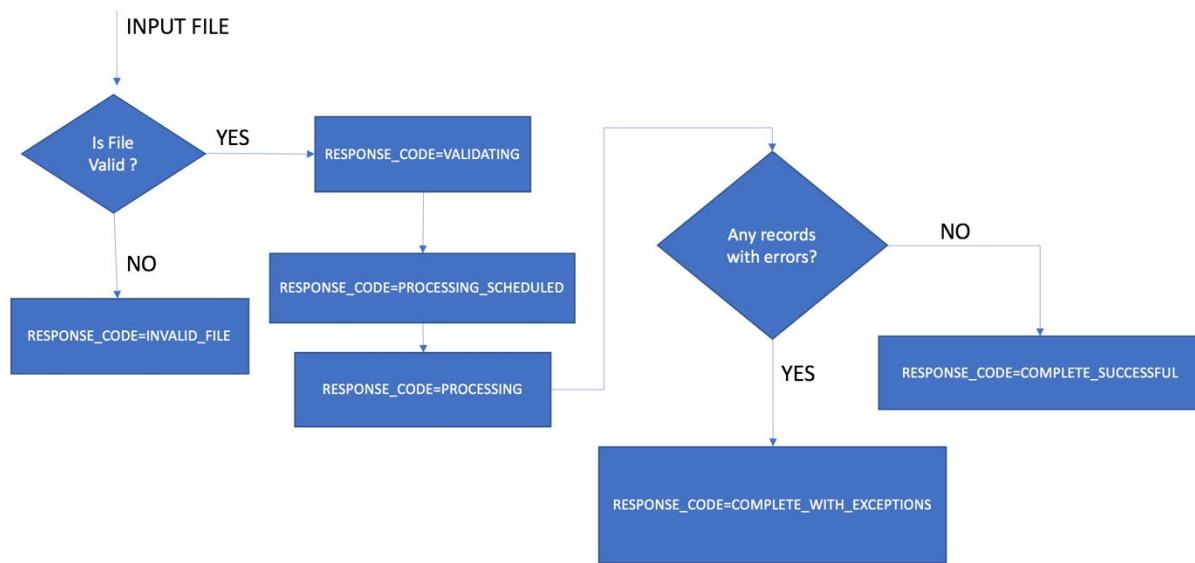 INPUT FILE
Is File
Valid ?
YES
RESPONSE_CODE=VALIDATING
NO
RESPONSE_CODE=INVALID_FILE
RESPONSE_CODE=PROCESSING_SCHEDULED
RESPONSE_CODE=PROCESSING
Any records
with errors?
NO
RESPONSE_CODE=COMPLETE_SUCCESSFUL
YES
RESPONSE_CODE=COMPLETE_WITH_EXCEPTIONS